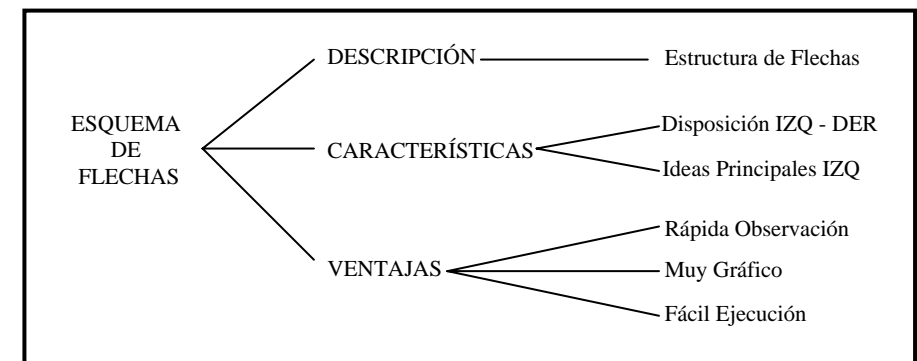 ESQUEMA
DE
FLECHAS
DESCRIPCIÓN
Estructura de Flechas
CARACTERÍSTICAS
Disposición IZQ - DER
Ideas Principales IZQ
VENTAJAS
Rápida Observación
Muy Gráfico
Fácil Ejecución